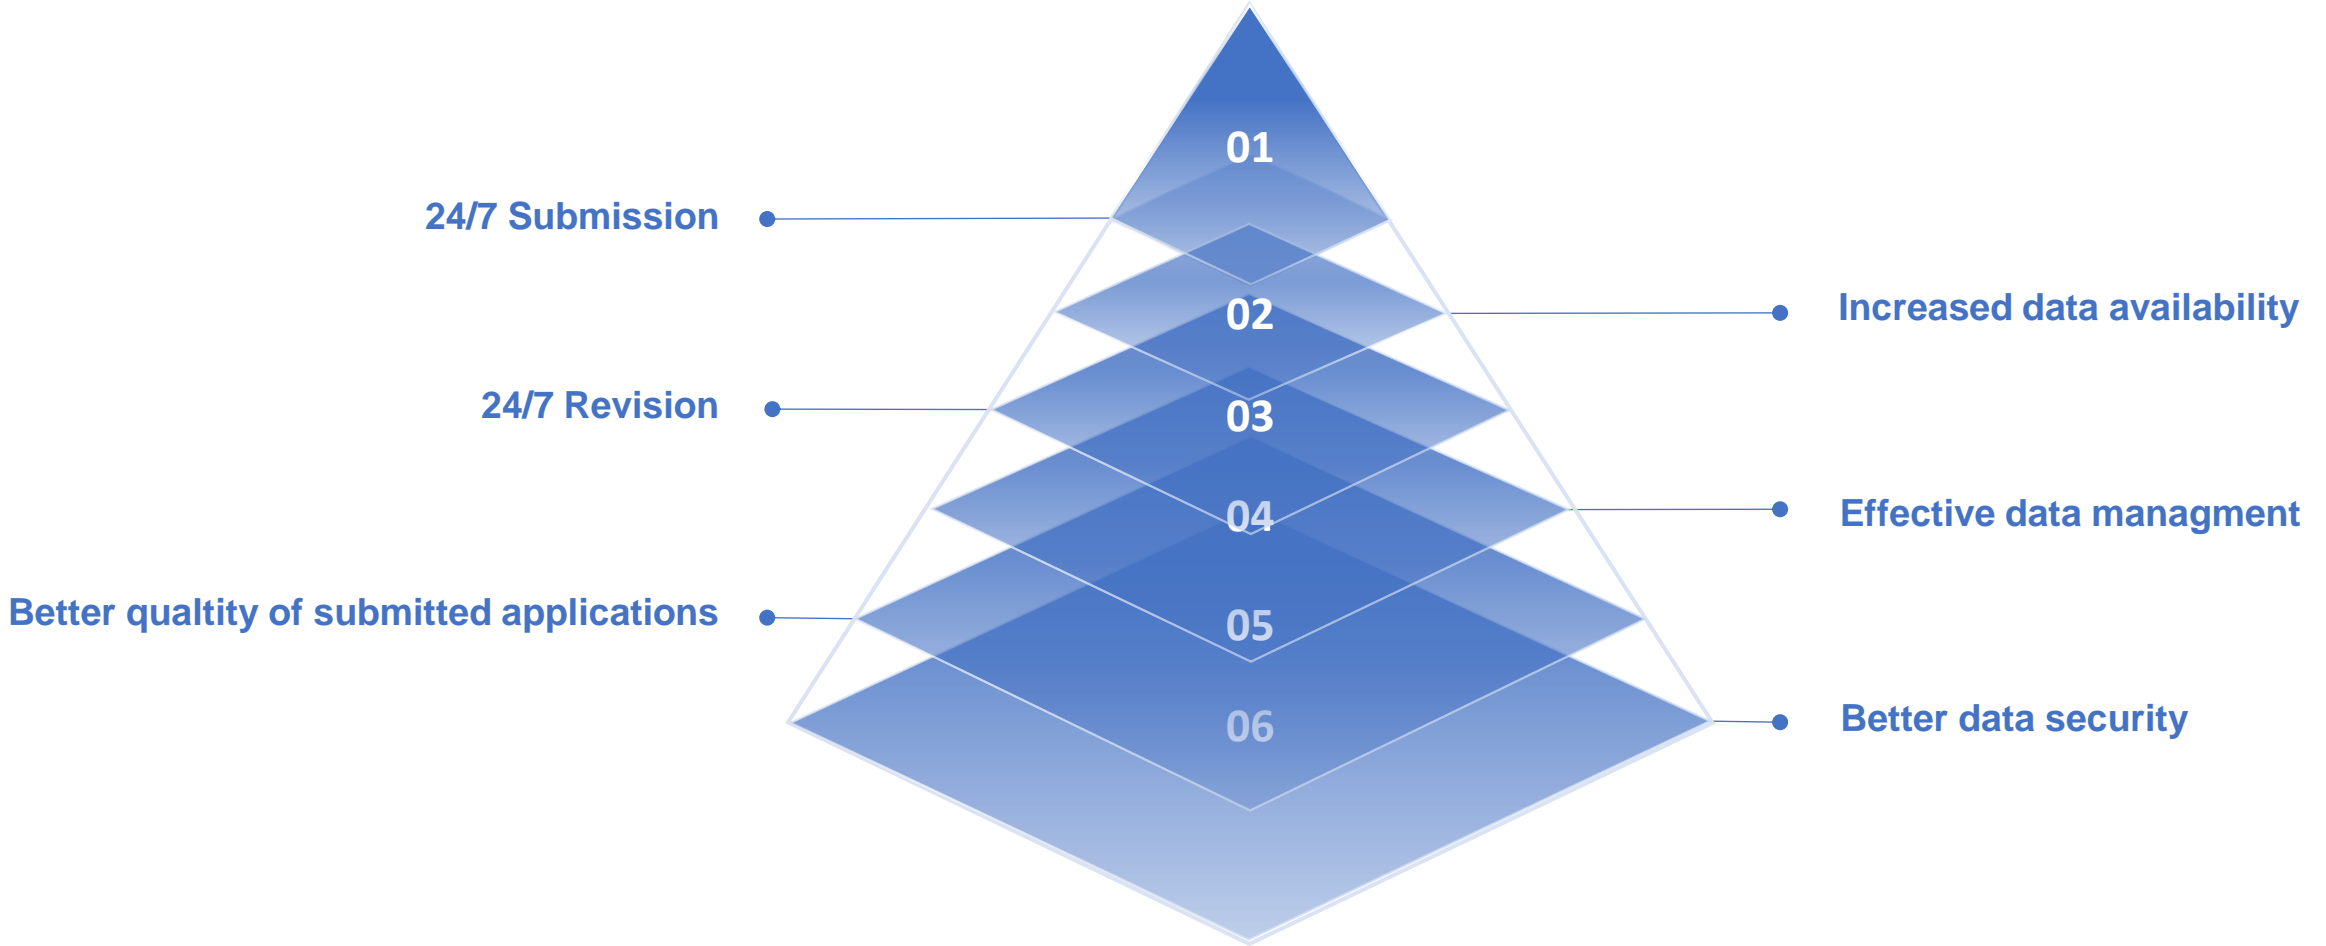 01
24/7 Submission
02
Increased data availability
03
24/7 Revision
04
Effective data managment
05
Better qualtity of submitted applications
06
Better data security